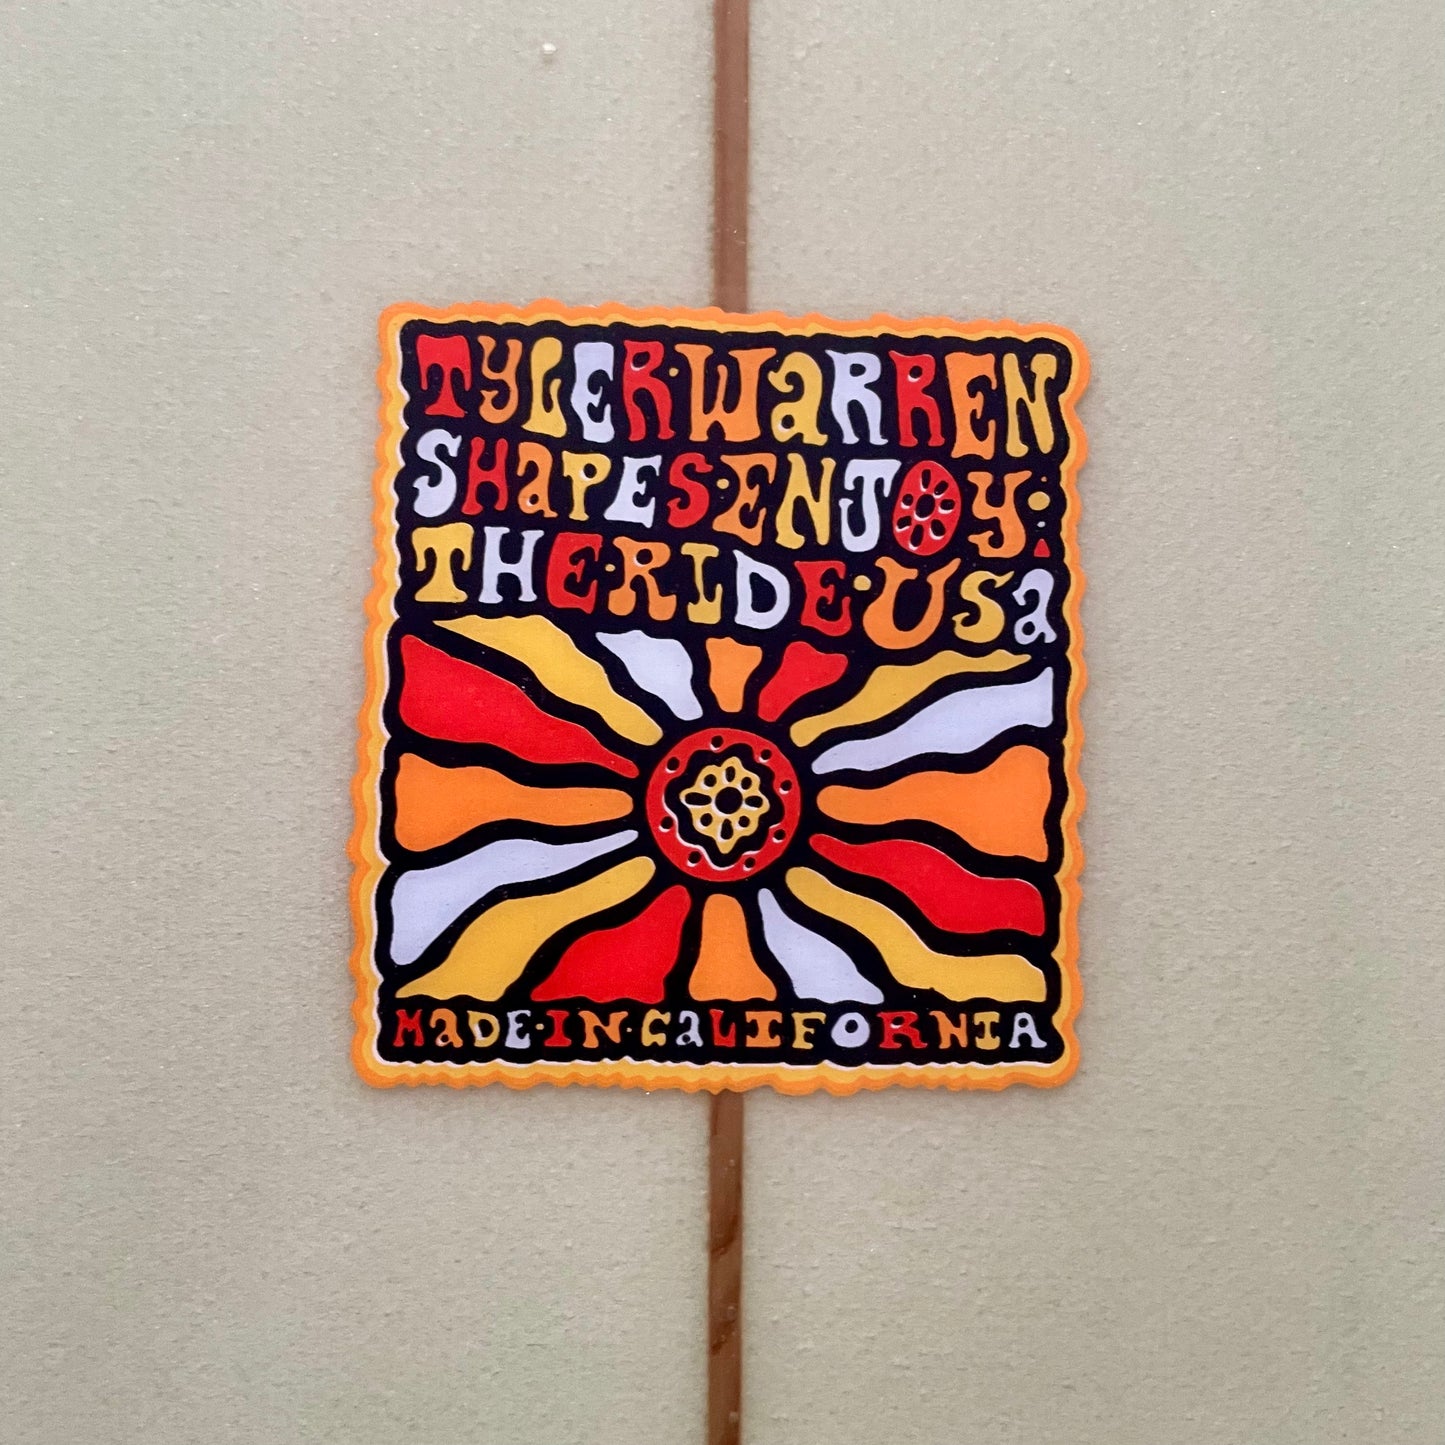 TYLER·WaRREN
SHaPES·ENJOY·
THE·RIDE·USa
MaDE·IN·CaLIFORNIA